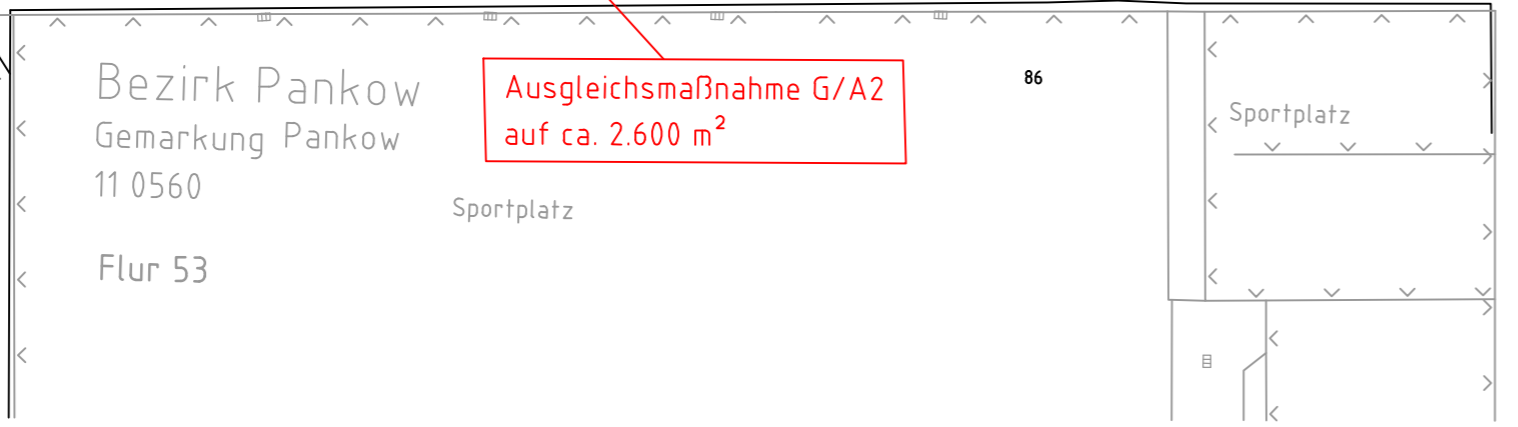 Bezirk Pankow
Gemarkung Pankow
11 0560
Flur 53
Ausgleichsmaßnahme G/A2
auf ca. 2.600 m²
Sportplatz
86
Sportplatz